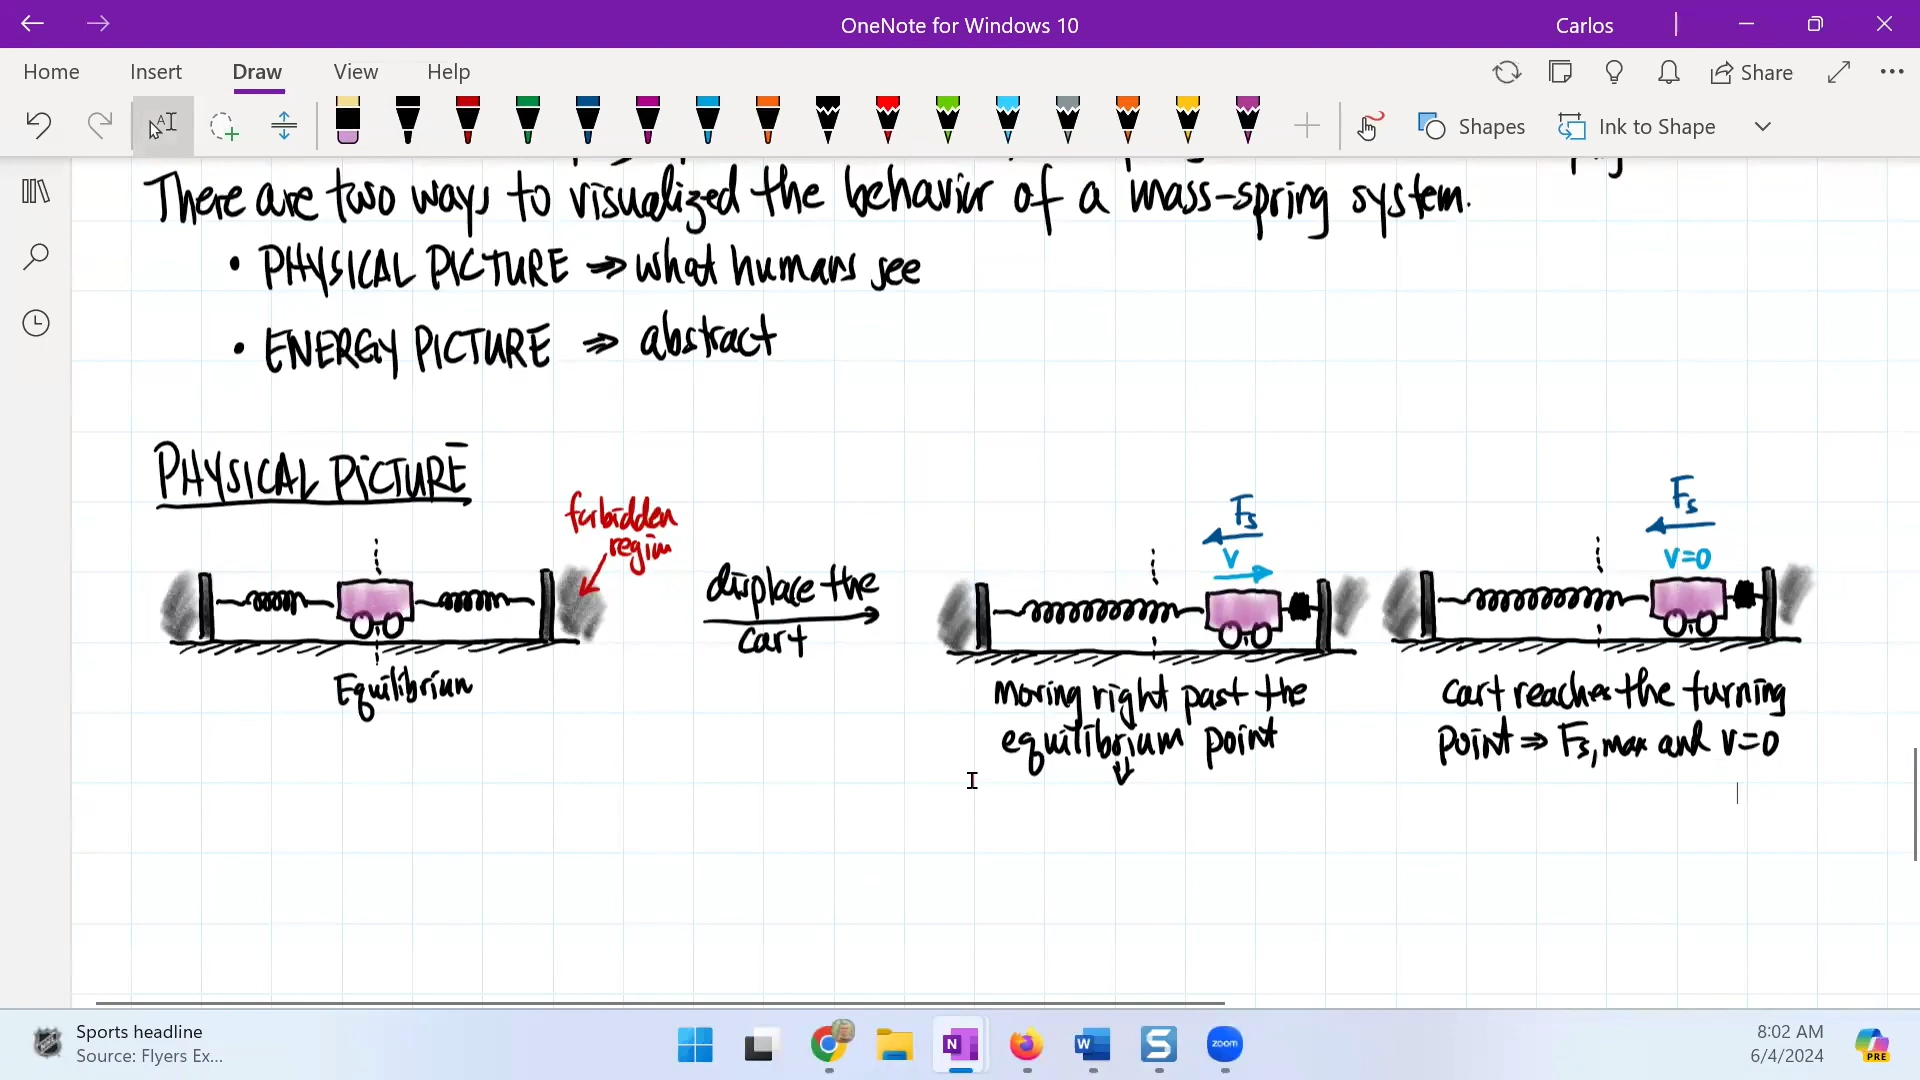 OneNote for Windows 10
Carlos
Home Insert Draw View Help
Share
Shapes Ink to Shape
There are two ways to visualized the behavior of a mass-spring system.
• PHYSICAL PICTURE ⇒ what humans see
• ENERGY PICTURE ⇒ abstract
PHYSICAL PICTURE
forbidden
region
Equilibrium
displace the
cart
Fs
v
moving right past the
equilibrium point
Fs
v=0
cart reaches the turning
point ⇒ Fs,max and v=0
Sports headline
Source: Flyers Ex...
N
W
S
zoom
8:02 AM
6/4/2024
PRE